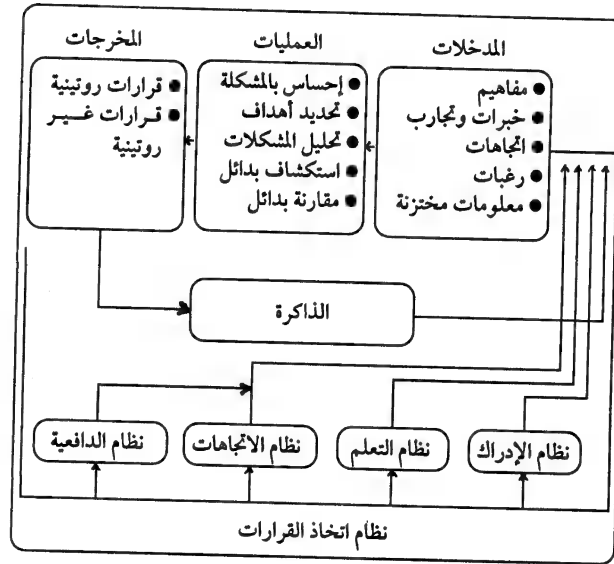 المدخلات
العمليات
المخرجات
● مفاهيم
● خبرات وتجارب
● اتجاهات
● رغبات
● معلومات مختزنة
● إحساس بالمشكلة
● تحديد أهداف
● تحليل المشكلات
● استكشاف بدائل
● مقارنة بدائل
● قرارات روتينية
● قرارات غير
روتينية
الذاكرة
نظام الإدراك
نظام التعلم
نظام الاتجاهات
نظام الدافعية
نظام اتخاذ القرارات